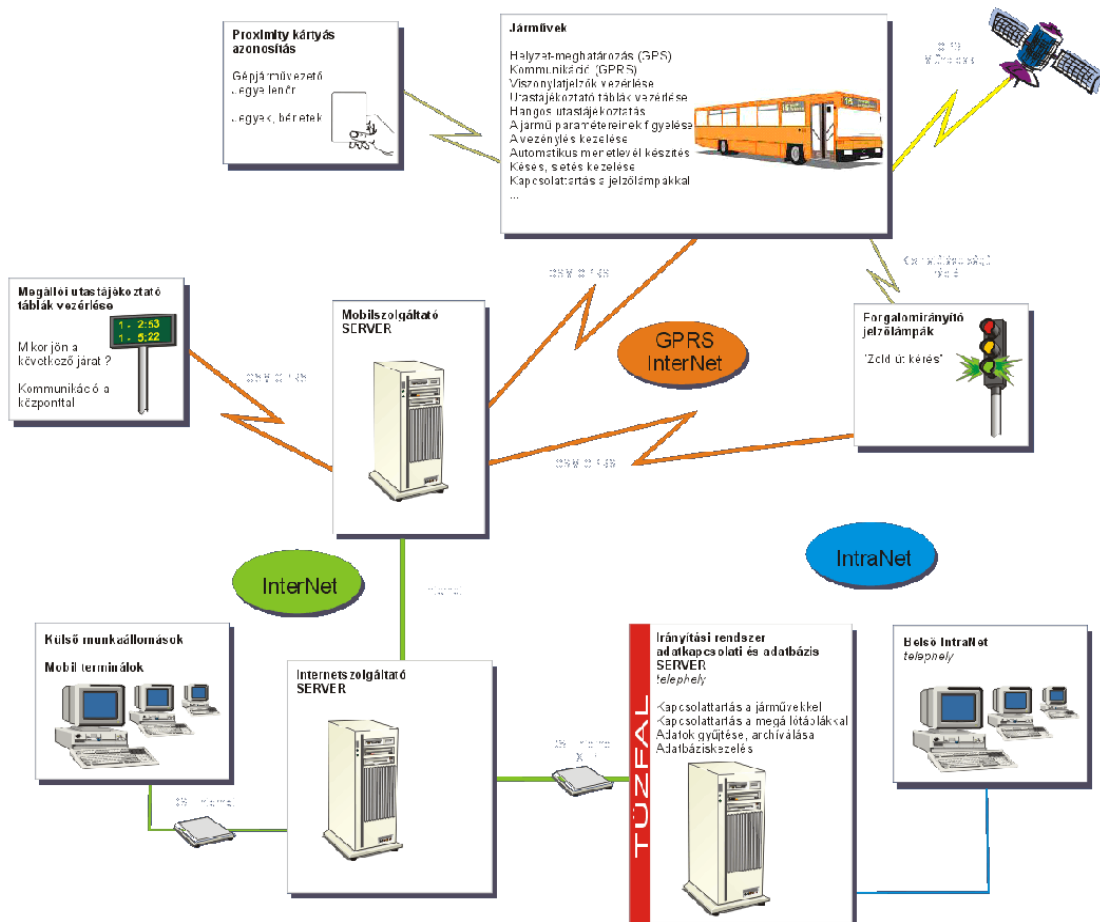 Proximity kártyás
azonosítás
Gépjárművezető
Jegyellenőr
Jegyek, bérletek
Járművek
Helyzet-meghatározás (GPS)
Kommunikáció (GPRS)
Viszonylatjelzők vezérlése
Utastájékoztató táblák vezérlése
Hangos utastájékoztatás
A jármű paramétereinek figyelése
A vezénylés kezelése
Automatikus menetlevél készítés
Késés, sietés kezelése
Kapcsolattartás a jelzőlámpákkal
...
Megállói utastájékoztató
táblák vezérlése
1 - 2:53
1 - 5:22
Mikor jön a
következő járat ?
Kommunikáció a
központtal
Mobilszolgáltató
SERVER
GPRS
InterNet
Forgalomirányító
jelzőlámpák
"Zöld út kérés"
InterNet
IntraNet
Külső munkaállomások
Mobil terminálok
Internetszolgáltató
SERVER
TŰZFAL
Irányítási rendszer
adatkapcsolati és adatbázis
SERVER
telephely
Kapcsolattartás a járművekkel
Kapcsolattartás a megállótáblákkal
Adatok gyűjtése, archíválása
Adatbáziskezelés
Belső IntraNet
telephely